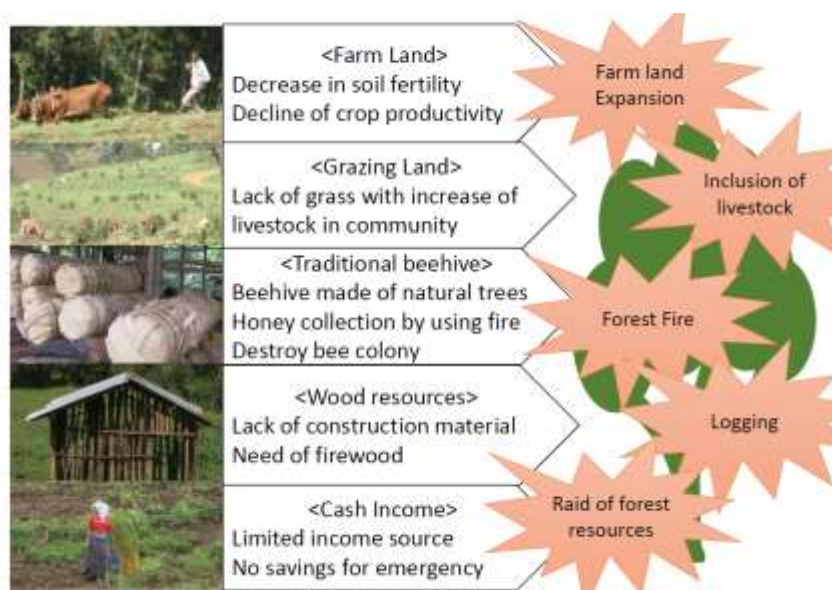 <Farm Land>
Decrease in soil fertility
Decline of crop productivity
Farm land
Expansion
<Grazing Land>
Lack of grass with increase of
livestock in community
Inclusion of
livestock
<Traditional beehive>
Beehive made of natural trees
Honey collection by using fire
Destroy bee colony
Forest Fire
<Wood resources>
Lack of construction material
Need of firewood
Logging
<Cash Income>
Limited income source
No savings for emergency
Raid of forest
resources